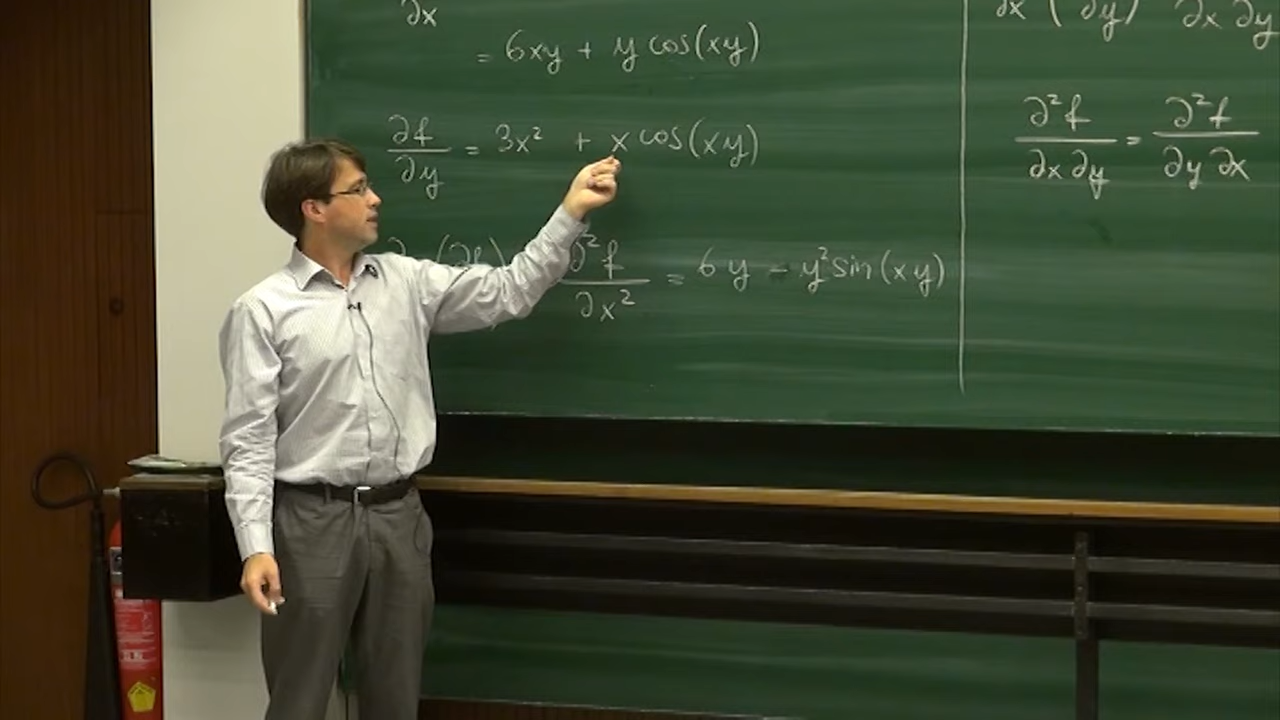 ∂x
= 6xy + y cos(xy)
∂f/∂y = 3x² + x cos(xy)
∂ (∂f) ∂²f/∂x² = 6y - y² sin(xy)
∂x (∂y) ∂x ∂y
∂²f/∂x∂y = ∂²f/∂y∂x